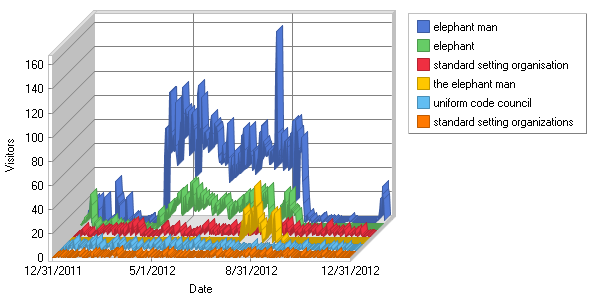 elephant man
elephant
standard setting organisation
the elephant man
uniform code council
standard setting organizations
160
140
120
100
80
60
40
20
0
Visitors
12/31/2011 5/1/2012 8/31/2012 12/31/2012
Date